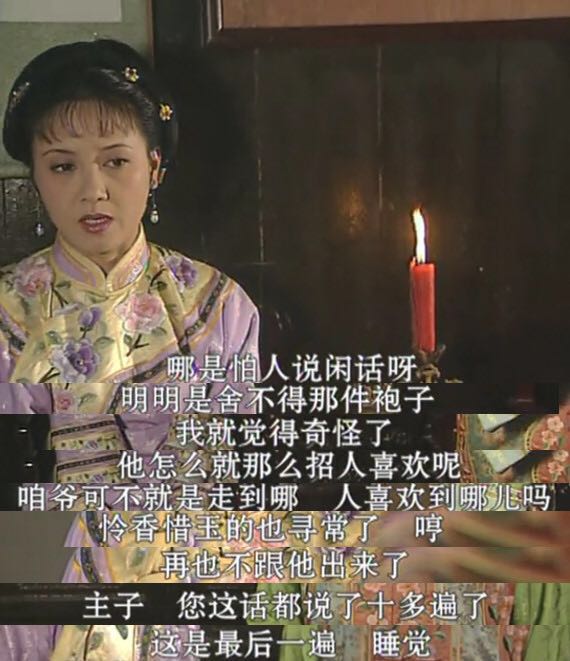 哪是怕人说闲话呀
明明是舍不得那件袍子
我就觉得奇怪了
他怎么就那么招人喜欢呢
咱爷可不就是走到哪 人喜欢到哪儿吗
怜香惜玉的也寻常了 哼
再也不跟他出来了
主子 您这话都说了十多遍了
这是最后一遍 睡觉